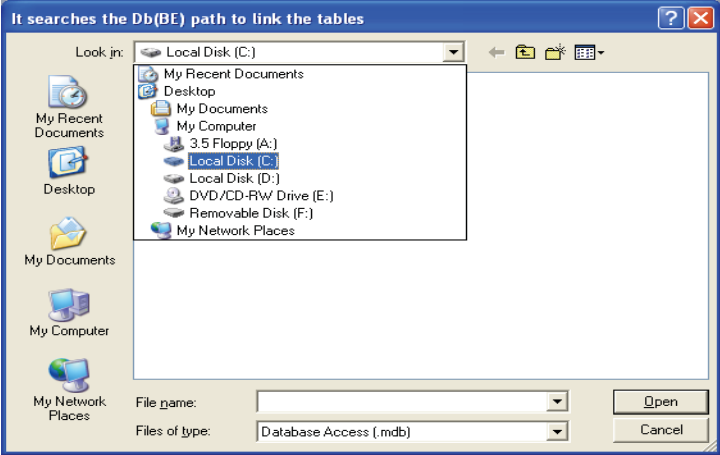 It searches the Db(BE) path to link the tables
Look in:
Local Disk (C:)
My Recent Documents
Desktop
My Documents
My Computer
3.5 Floppy (A:)
Local Disk (C:)
Local Disk (D:)
DVD/CD-RW Drive (E:)
Removable Disk (F:)
My Network Places
My Recent
Documents
Desktop
My Documents
My Computer
My Network
Places
File name:
Open
Files of type:
Database Access (.mdb)
Cancel